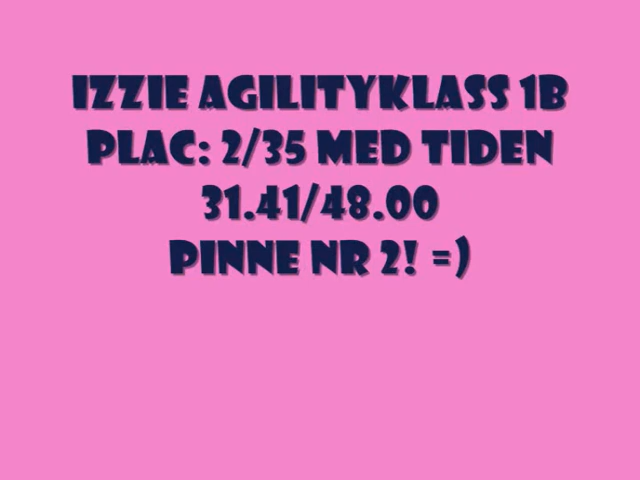 IZZIE AGILITYKLASS 1B
PLAC: 2/35 MED TIDEN
31.41/48.00
PINNE NR 2! =)